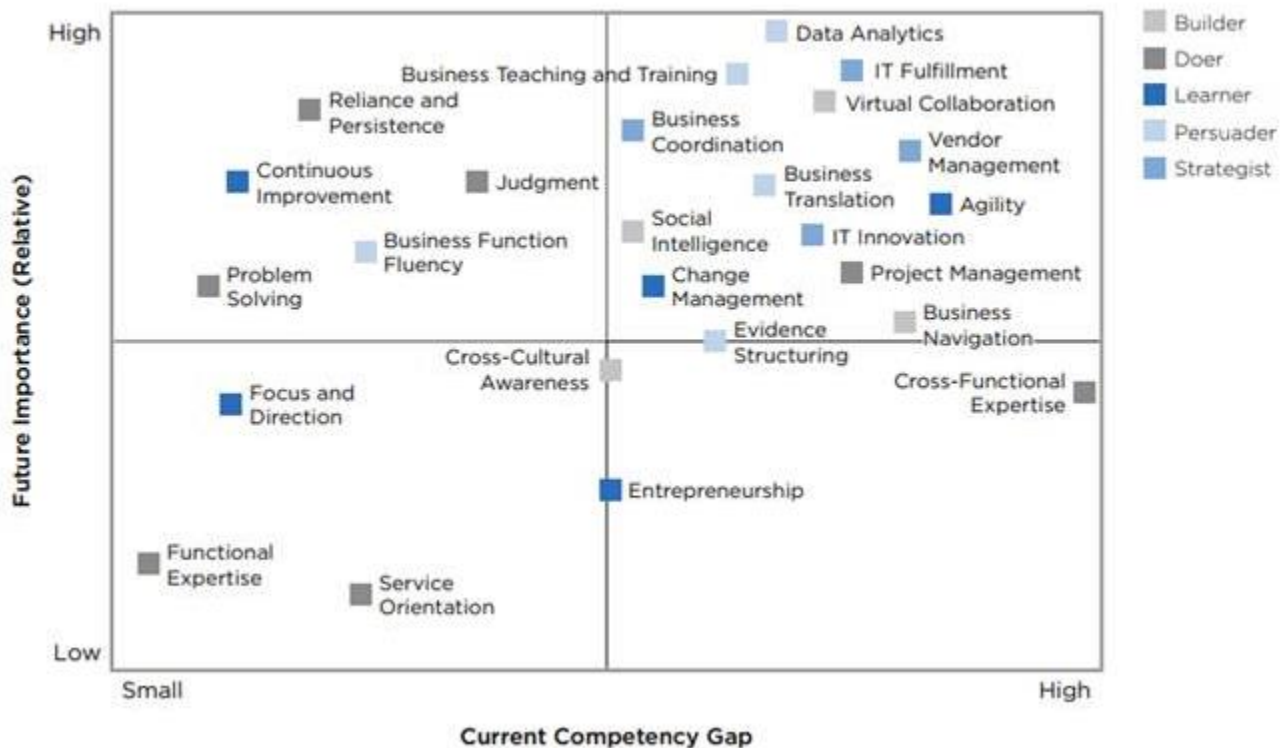 High
Data Analytics
Builder
Business Teaching and Training
IT Fulfillment
Doer
Reliance and
Persistence
Virtual Collaboration
Learner
Business
Coordination
Vendor
Management
Persuader
Continuous
Improvement
Judgment
Business
Translation
Strategist
Agility
Social
Intelligence
IT Innovation
Business Function
Fluency
Problem
Solving
Change
Management
Project Management
Business
Navigation
Evidence
Structuring
Cross-Cultural
Awareness
Cross-Functional
Expertise
Focus and
Direction
Future Importance (Relative)
Entrepreneurship
Functional
Expertise
Service
Orientation
Low
Small
High
Current Competency Gap